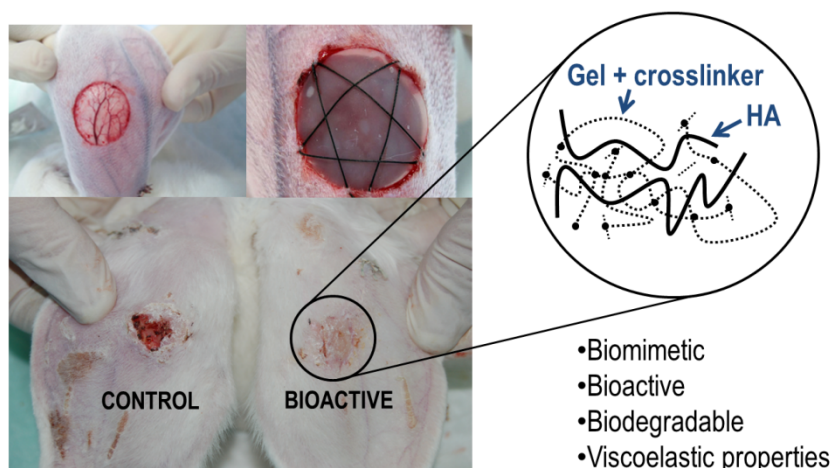 Gel + crosslinker
HA
CONTROL
BIOACTIVE
•Biomimetic
•Bioactive
•Biodegradable
•Viscoelastic properties